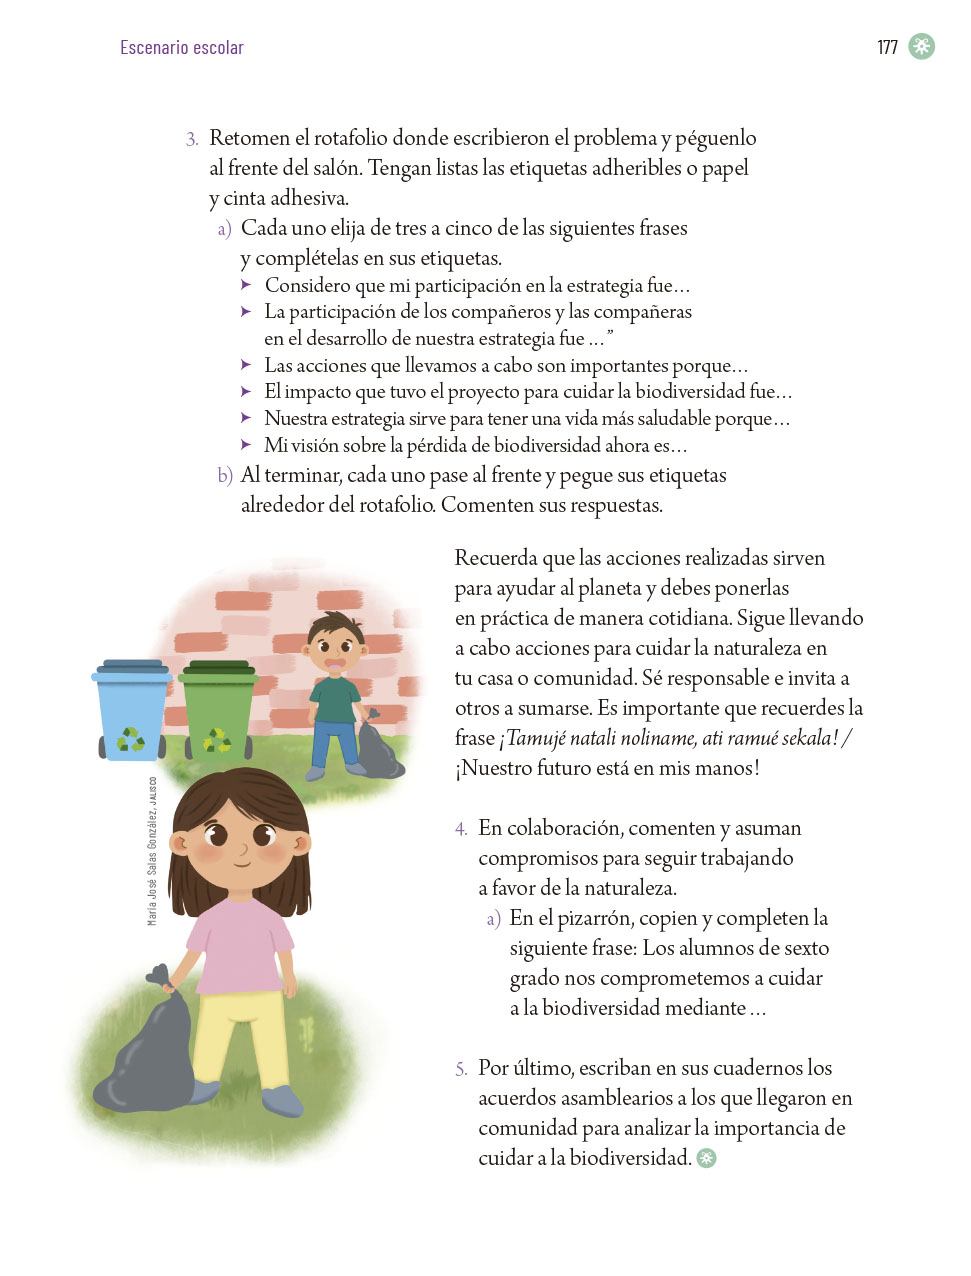 Escenario escolar
177
3. Retomen el rotafolio donde escribieron el problema y péguenlo
al frente del salón. Tengan listas las etiquetas adheribles o papel
y cinta adhesiva.
a) Cada uno elija de tres a cinco de las siguientes frases
y complételas en sus etiquetas.
➤ Considero que mi participación en la estrategia fue…
➤ La participación de los compañeros y las compañeras
en el desarrollo de nuestra estrategia fue …”
➤ Las acciones que llevamos a cabo son importantes porque…
➤ El impacto que tuvo el proyecto para cuidar la biodiversidad fue…
➤ Nuestra estrategia sirve para tener una vida más saludable porque…
➤ Mi visión sobre la pérdida de biodiversidad ahora es…
b) Al terminar, cada uno pase al frente y pegue sus etiquetas
alrededor del rotafolio. Comenten sus respuestas.
Recuerda que las acciones realizadas sirven
para ayudar al planeta y debes ponerlas
en práctica de manera cotidiana. Sigue llevando
a cabo acciones para cuidar la naturaleza en
tu casa o comunidad. Sé responsable e invita a
otros a sumarse. Es importante que recuerdes la
frase ¡Tamujé natali noliname, ati ramué sekala! /
¡Nuestro futuro está en mis manos!
María José Salas González, JALISCO
4. En colaboración, comenten y asuman
compromisos para seguir trabajando
a favor de la naturaleza.
a) En el pizarrón, copien y completen la
siguiente frase: Los alumnos de sexto
grado nos comprometemos a cuidar
a la biodiversidad mediante …
5. Por último, escriban en sus cuadernos los
acuerdos asamblearios a los que llegaron en
comunidad para analizar la importancia de
cuidar a la biodiversidad.